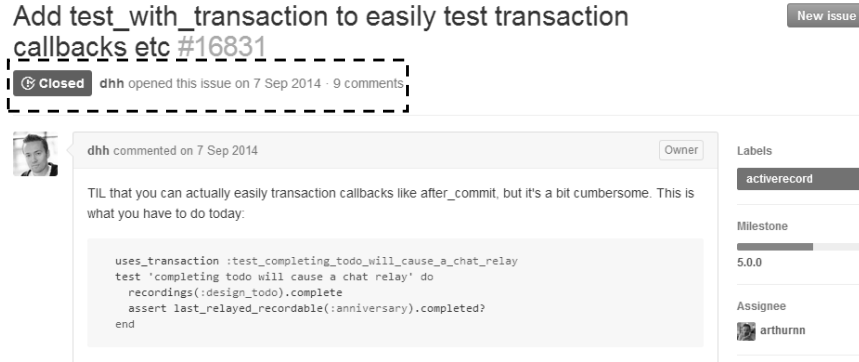 Add test_with_transaction to easily test transaction
callbacks etc #16831
New issue
Closed dhh opened this issue on 7 Sep 2014 · 9 comments
dhh commented on 7 Sep 2014
Owner
TIL that you can actually easily transaction callbacks like after_commit, but it's a bit cumbersome. This is
what you have to do today:
uses_transaction :test_completing_todo_will_cause_a_chat_relay
test 'completing todo will cause a chat relay' do
  recordings(:design_todo).complete
  assert last_relayed_recordable(:anniversary).completed?
end
Labels
activerecord
Milestone
5.0.0
Assignee
arthurnn